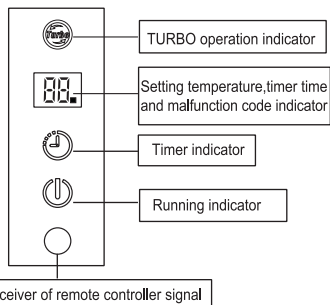 Turbo
TURBO operation indicator
88.
Setting temperature,timer time
and malfunction code indicator
Timer indicator
Running indicator
ceiver of remote controller signal